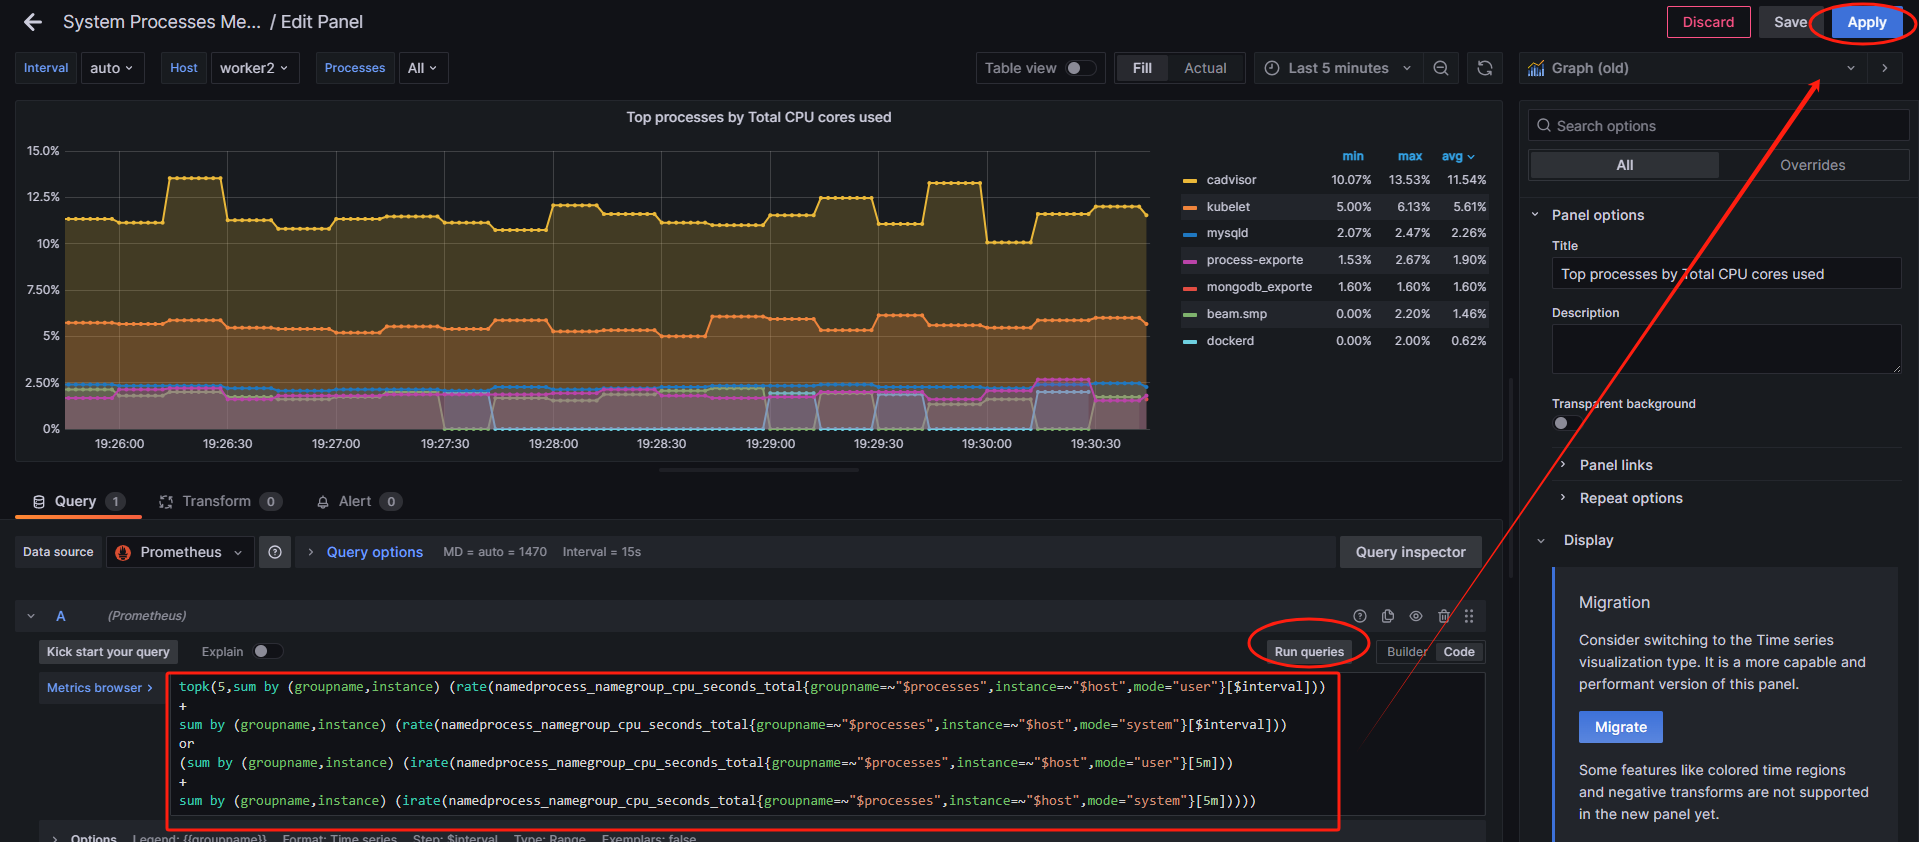 System Processes Me... / Edit Panel
Discard
Save
Apply
Interval
auto
Host
worker2
Processes
All
Table view
Fill
Actual
Last 5 minutes
Graph (old)
Search options
All
Overrides
Top processes by Total CPU cores used
15.0%
12.5%
10%
7.50%
5%
2.50%
0%
19:26:00
19:26:30
19:27:00
19:27:30
19:28:00
19:28:30
19:29:00
19:29:30
19:30:00
19:30:30
min max avg
cadvisor 10.07% 13.53% 11.54%
kubelet 5.00% 6.13% 5.61%
mysqld 2.07% 2.47% 2.26%
process-exporte 1.53% 2.67% 1.90%
mongodb_exporte 1.60% 1.60% 1.60%
beam.smp 0.00% 2.20% 1.46%
dockerd 0.00% 2.00% 0.62%
Panel options
Title
Top processes by Total CPU cores used
Description
Transparent background
Panel links
Repeat options
Display
Migration
Consider switching to the Time series
visualization type. It is a more capable and
performant version of this panel.
Migrate
Some features like colored time regions
and negative transforms are not supported
in the new panel yet.
Query 1
Transform 0
Alert 0
Data source
Prometheus
Query options
MD = auto = 1470
Interval = 15s
Query inspector
A
(Prometheus)
Kick start your query
Explain
Run queries
Builder
Code
Metrics browser
topk(5,sum by (groupname,instance) (rate(namedprocess_namegroup_cpu_seconds_total{groupname=~"$processes",instance=~"$host",mode="user"}[$interval]))
+
sum by (groupname,instance) (rate(namedprocess_namegroup_cpu_seconds_total{groupname=~"$processes",instance=~"$host",mode="system"}[$interval]))
or
(sum by (groupname,instance) (irate(namedprocess_namegroup_cpu_seconds_total{groupname=~"$processes",instance=~"$host",mode="user"}[5m]))
+
sum by (groupname,instance) (irate(namedprocess_namegroup_cpu_seconds_total{groupname=~"$processes",instance=~"$host",mode="system"}[5m]))))
Options Legend: {{groupname}} Format: Time series Step: $interval Type: Range Exemplars: false